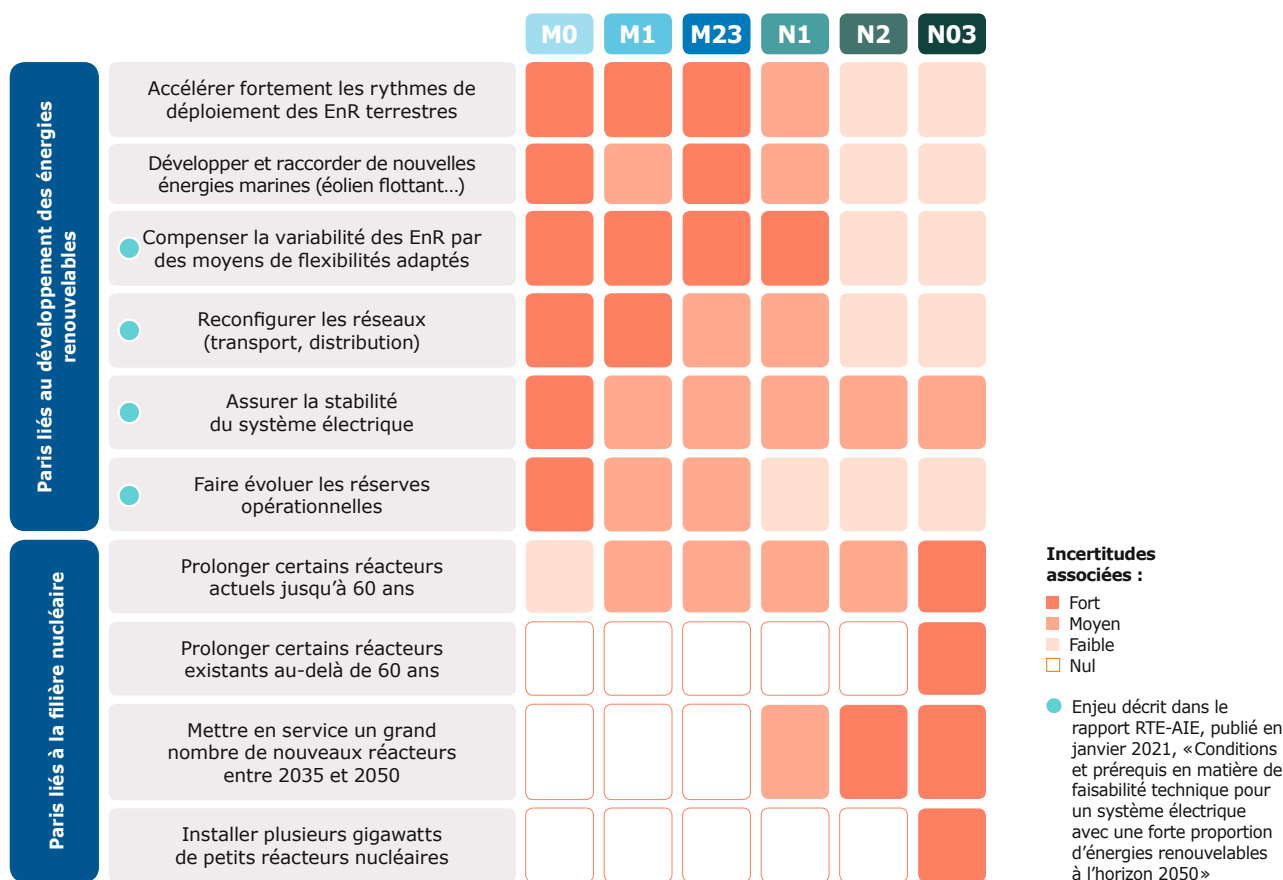 M0 M1 M23 N1 N2 N03
Paris liés au développement des énergies
renouvelables
Accélérer fortement les rythmes de
déploiement des EnR terrestres
Développer et raccorder de nouvelles
énergies marines (éolien flottant...)
Compenser la variabilité des EnR par
des moyens de flexibilités adaptés
Reconfigurer les réseaux
(transport, distribution)
Assurer la stabilité
du système électrique
Faire évoluer les réserves
opérationnelles
Paris liés à la filière nucléaire
Prolonger certains réacteurs
actuels jusqu'à 60 ans
Prolonger certains réacteurs
existants au-delà de 60 ans
Mettre en service un grand
nombre de nouveaux réacteurs
entre 2035 et 2050
Installer plusieurs gigawatts
de petits réacteurs nucléaires
Incertitudes
associées :
Fort
Moyen
Faible
Nul
Enjeu décrit dans le
rapport RTE-AIE, publié en
janvier 2021, «Conditions
et prérequis en matière de
faisabilité technique pour
un système électrique
avec une forte proportion
d'énergies renouvelables
à l'horizon 2050»